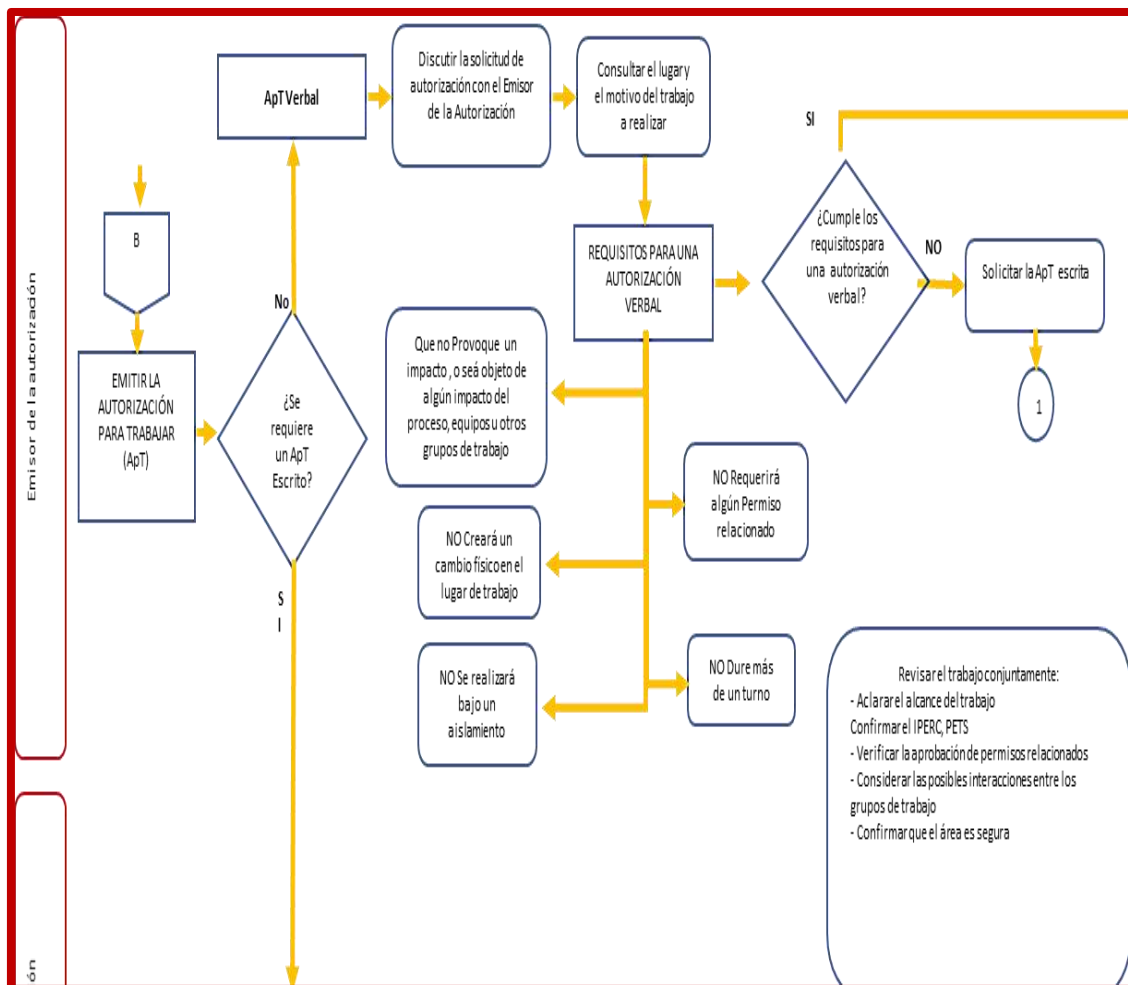 Emisor de la autorización
ón
B
EMITIR LA
AUTORIZACIÓN
PARA TRABAJAR
(ApT)
¿Se
requiere
un ApT
Escrito?
No
S
I
ApT Verbal
Discutir la solicitud de
autorización con el Emisor
de la Autorización
Consultar el lugar y
el motivo del trabajo
a realizar
REQUISITOS PARA UNA
AUTORIZACIÓN
VERBAL
Que no Provoque un
impacto , o seá objeto de
algún impacto del
proceso, equipos u otros
grupos de trabajo
NO Requerirá
algún Permiso
relacionado
NO Creará un
cambio físico en el
lugar de trabajo
NO Dure más
de un turno
NO Se realizará
bajo un
aislamiento
¿Cumple los
requisitos para
una autorización
verbal?
SI
NO
Solicitar la ApT escrita
1
Revisar el trabajo conjuntamente:
- Aclarar el alcance del trabajo
Confirmar el IPERC, PETS
- Verificar la aprobación de permisos relacionados
- Considerar las posibles interacciones entre los
grupos de trabajo
- Confirmar que el área es segura